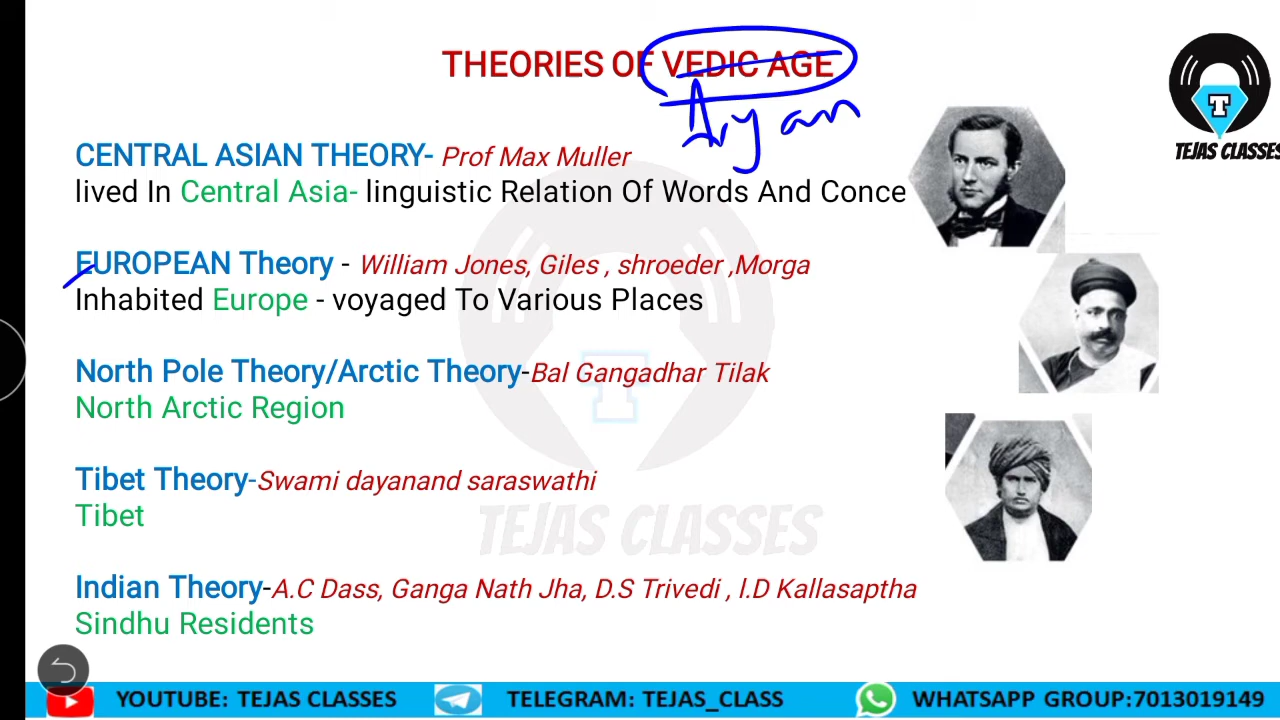 THEORIES OF VEDIC AGE
Aryan
T
TEJAS CLASSES
CENTRAL ASIAN THEORY- Prof Max Muller
lived In Central Asia- linguistic Relation Of Words And Conce
EUROPEAN Theory - William Jones, Giles , shroeder ,Morga
Inhabited Europe - voyaged To Various Places
North Pole Theory/Arctic Theory-Bal Gangadhar Tilak
North Arctic Region
T
Tibet Theory-Swami dayanand saraswathi
Tibet
TEJAS CLASSES
Indian Theory-A.C Dass, Ganga Nath Jha, D.S Trivedi , l.D Kallasaptha
Sindhu Residents
YOUTUBE: TEJAS CLASSES TELEGRAM: TEJAS_CLASS WHATSAPP GROUP:7013019149